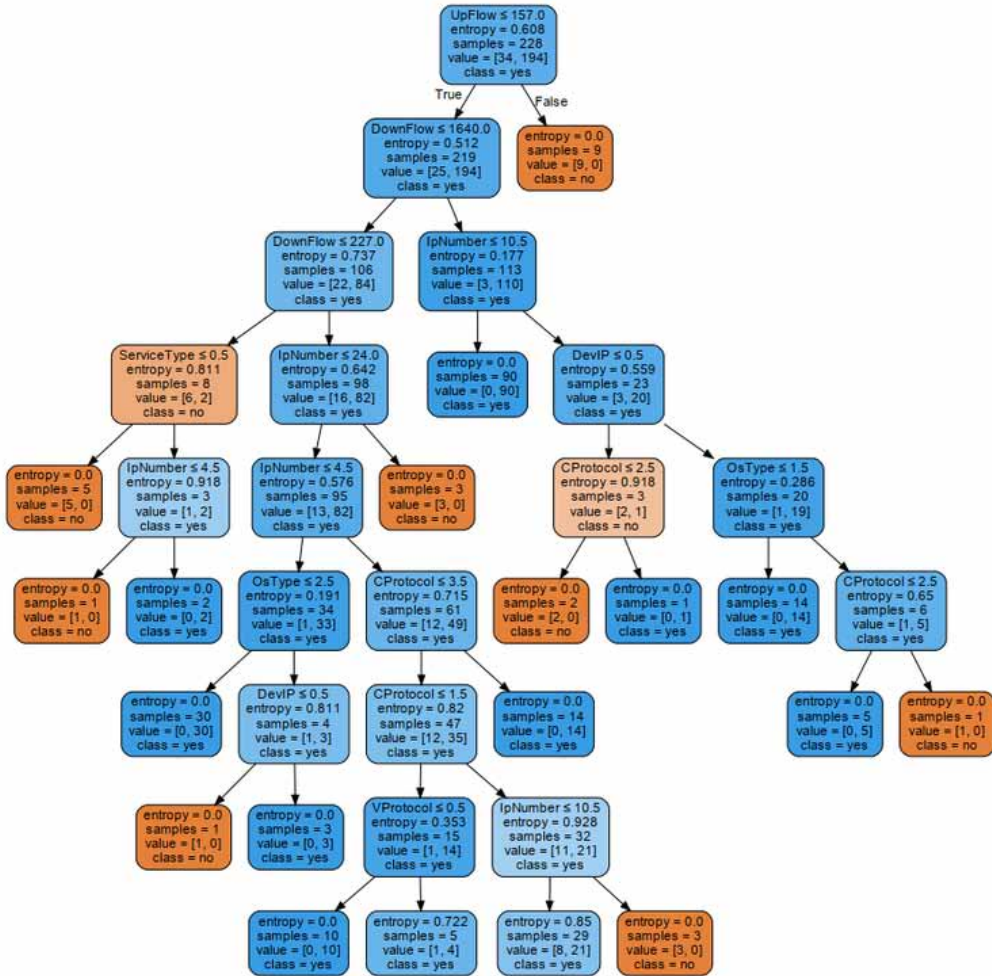 UpFlow ≤ 157.0
entropy = 0.608
samples = 228
value = [34, 194]
class = yes
True
False
DownFlow ≤ 1640.0
entropy = 0.512
samples = 219
value = [25, 194]
class = yes
entropy = 0.0
samples = 9
value = [9, 0]
class = no
DownFlow ≤ 227.0
entropy = 0.737
samples = 106
value = [22, 84]
class = yes
IpNumber ≤ 10.5
entropy = 0.177
samples = 113
value = [3, 110]
class = yes
ServiceType ≤ 0.5
entropy = 0.811
samples = 8
value = [6, 2]
class = no
IpNumber ≤ 24.0
entropy = 0.642
samples = 98
value = [16, 82]
class = yes
entropy = 0.0
samples = 90
value = [0, 90]
class = yes
DevIP ≤ 0.5
entropy = 0.559
samples = 23
value = [3, 20]
class = yes
entropy = 0.0
samples = 5
value = [5, 0]
class = no
IpNumber ≤ 4.5
entropy = 0.918
samples = 3
value = [1, 2]
class = yes
IpNumber ≤ 4.5
entropy = 0.576
samples = 95
value = [13, 82]
class = yes
entropy = 0.0
samples = 3
value = [3, 0]
class = no
CProtocol ≤ 2.5
entropy = 0.918
samples = 3
value = [2, 1]
class = no
OsType ≤ 1.5
entropy = 0.286
samples = 20
value = [1, 19]
class = yes
entropy = 0.0
samples = 1
value = [1, 0]
class = no
entropy = 0.0
samples = 2
value = [0, 2]
class = yes
OsType ≤ 2.5
entropy = 0.191
samples = 34
value = [1, 33]
class = yes
CProtocol ≤ 3.5
entropy = 0.715
samples = 61
value = [12, 49]
class = yes
entropy = 0.0
samples = 2
value = [2, 0]
class = no
entropy = 0.0
samples = 1
value = [0, 1]
class = yes
entropy = 0.0
samples = 14
value = [0, 14]
class = yes
CProtocol ≤ 2.5
entropy = 0.65
samples = 6
value = [1, 5]
class = yes
entropy = 0.0
samples = 30
value = [0, 30]
class = yes
DevIP ≤ 0.5
entropy = 0.811
samples = 4
value = [1, 3]
class = yes
CProtocol ≤ 1.5
entropy = 0.82
samples = 47
value = [12, 35]
class = yes
entropy = 0.0
samples = 14
value = [0, 14]
class = yes
entropy = 0.0
samples = 5
value = [0, 5]
class = yes
entropy = 0.0
samples = 1
value = [1, 0]
class = no
entropy = 0.0
samples = 1
value = [1, 0]
class = no
entropy = 0.0
samples = 3
value = [0, 3]
class = yes
VProtocol ≤ 0.5
entropy = 0.353
samples = 15
value = [1, 14]
class = yes
IpNumber ≤ 10.5
entropy = 0.928
samples = 32
value = [11, 21]
class = yes
entropy = 0.0
samples = 10
value = [0, 10]
class = yes
entropy = 0.722
samples = 5
value = [1, 4]
class = yes
entropy = 0.85
samples = 29
value = [8, 21]
class = yes
entropy = 0.0
samples = 3
value = [3, 0]
class = no